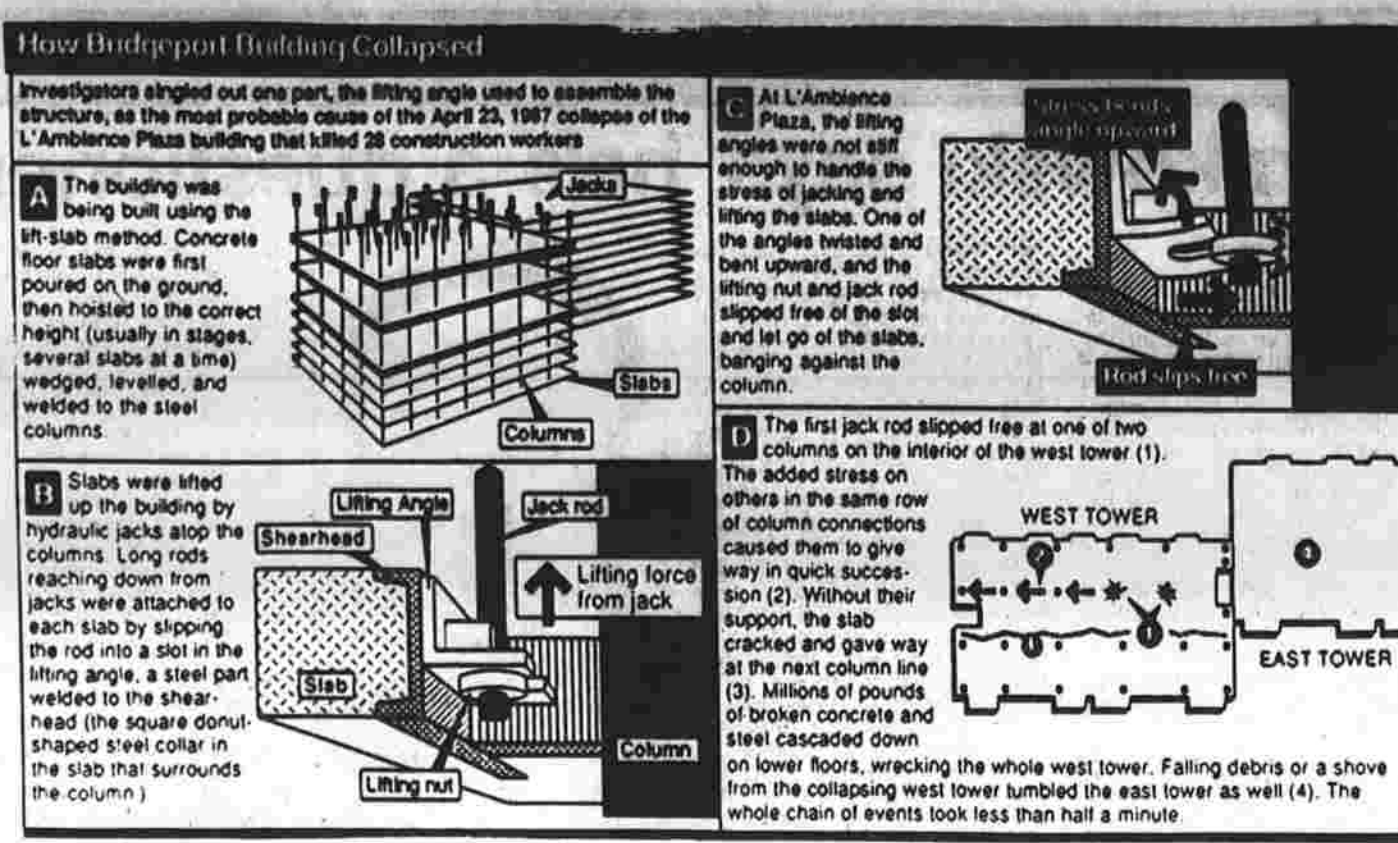 How Bridgeport Building Collapsed
Investigators singled out one part, the lifting angle used to assemble the
structure, as the most probable cause of the April 23, 1987 collapse of the
L'Ambiance Plaza building that killed 28 construction workers
A The building was
being built using the
lift-slab method. Concrete
floor slabs were first
poured on the ground,
then hoisted to the correct
height (usually in stages,
several slabs at a time)
wedged, levelled, and
welded to the steel
columns.
Jacks
Slabs
Columns
B Slabs were lifted
up the building by
hydraulic jacks atop the
columns. Long rods
reaching down from
jacks were attached to
each slab by slipping
the rod into a slot in the
lifting angle, a steel part
welded to the shear-
head (the square donut-
shaped steel collar in
the slab that surrounds
the column.)
Lifting Angle
Jack rod
Shearhead
Lifting force
from jack
Slab
Column
Lifting nut
C At L'Ambiance
Plaza, the lifting
angles were not stiff
enough to handle the
stress of jacking and
lifting the slabs. One of
the angles twisted and
bent upward, and the
lifting nut and jack rod
slipped free of the slot
and let go of the slabs,
banging against the
column.
Stress bends
angle upward
Rod slips free
D The first jack rod slipped free at one of two
columns on the interior of the west tower (1).
The added stress on
others in the same row
of column connections
caused them to give
way in quick succes-
sion (2). Without their
support, the slab
cracked and gave way
at the next column line
(3). Millions of pounds
of broken concrete and
steel cascaded down
on lower floors, wrecking the whole west tower. Falling debris or a shove
from the collapsing west tower tumbled the east tower as well (4). The
whole chain of events took less than half a minute.
WEST TOWER
2
1
EAST TOWER